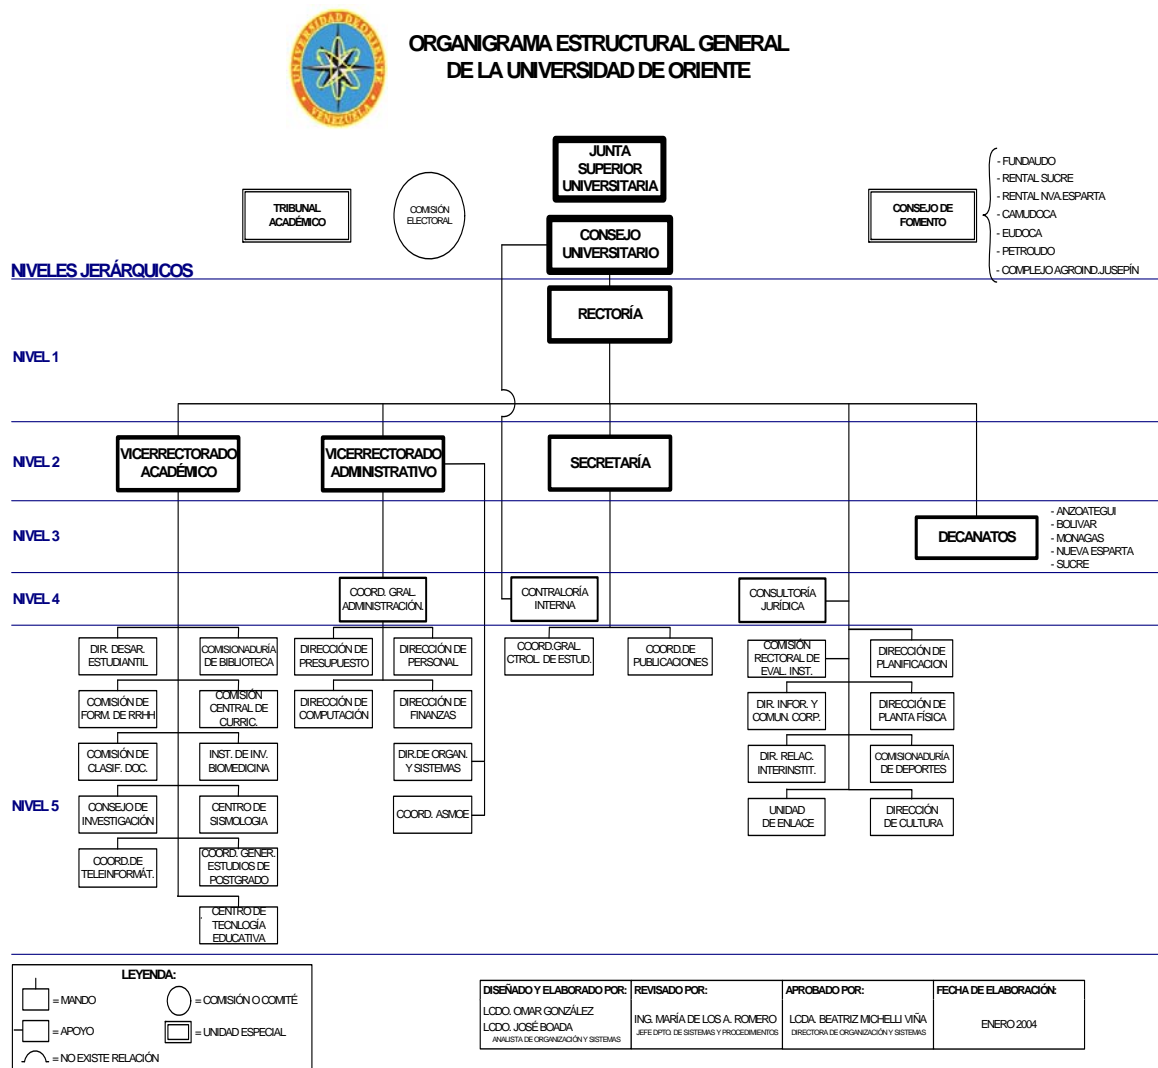 UNIVERSIDAD DE ORIENTE
VENEZUELA
ORGANIGRAMA ESTRUCTURAL GENERAL
DE LA UNIVERSIDAD DE ORIENTE
JUNTA
SUPERIOR
UNIVERSITARIA
TRIBUNAL
ACADÉMICO
COMISIÓN
ELECTORAL
CONSEJO
UNIVERSITARIO
CONSEJO DE
FOMENTO
- FUNDAUDO
- RENTAL SUCRE
- RENTAL NVA.ESPARTA
- CAMUDOCA
- EUDOCA
- PETROUDO
- COMPLEJO AGROIND.JUSEPÍN
NIVELES JERÁRQUICOS
RECTORÍA
NIVEL 1
NIVEL 2
VICERRECTORADO
ACADÉMICO
VICERRECTORADO
ADMINISTRATIVO
SECRETARÍA
NIVEL 3
DECANATOS
- ANZOATEGUI
- BOLIVAR
- MONAGAS
- NUEVA ESPARTA
- SUCRE
NIVEL 4
COORD. GRAL.
ADMINISTRACIÓN.
CONTRALORÍA
INTERNA
CONSULTORÍA
JURÍDICA
DIR. DESAR.
ESTUDIANTIL
COMISIONADURÍA
DE BIBLIOTECA
DIRECCIÓN DE
PRESUPUESTO
DIRECCIÓN DE
PERSONAL
COORD.GRAL.
CTROL. DE ESTUD.
COORD.DE
PUBLICACIONES
COMISIÓN
RECTORAL DE
EVAL. INST.
DIRECCIÓN DE
PLANIFICACION
COMISIÓN DE
FORM. DE RRHH
COMISIÓN
CENTRAL DE
CURRIC.
DIRECCIÓN DE
COMPUTACIÓN
DIRECCIÓN DE
FINANZAS
DIR. INFOR. Y
COMUN. CORP.
DIRECCIÓN DE
PLANTA FÍSICA
COMISIÓN DE
CLASIF. DOC.
INST. DE INV.
BIOMEDICINA
DIR.DE ORGAN.
Y SISTEMAS
DIR. RELAC.
INTERINSTIT.
COMISIONADURÍA
DE DEPORTES
NIVEL 5
CONSEJO DE
INVESTIGACIÓN
CENTRO DE
SISMOLOGIA
COORD. ASMOE
UNIDAD
DE ENLACE
DIRECCIÓN
DE CULTURA
COORD.DE
TELEINFORMÁT.
COORD. GENER.
ESTUDIOS DE
POSTGRADO
CENTRO DE
TECNLOGÍA
EDUCATIVA
LEYENDA:
= MANDO
= COMISIÓN O COMITÉ
= APOYO
= UNIDAD ESPECIAL
= NO EXISTE RELACIÓN
DISEÑADO Y ELABORADO POR:
LCDO. OMAR GONZÁLEZ
LCDO. JOSÉ BOADA
ANALISTA DE ORGANIZACIÓN Y SISTEMAS
REVISADO POR:
ING. MARÍA DE LOS A. ROMERO
JEFE DPTO. DE SISTEMAS Y PROCEDIMIENTOS
APROBADO POR:
LCDA. BEATRIZ MICHELLI VIÑA
DIRECTORA DE ORGANIZACIÓN Y SISTEMAS
FECHA DE ELABORACIÓN:
ENERO 2004